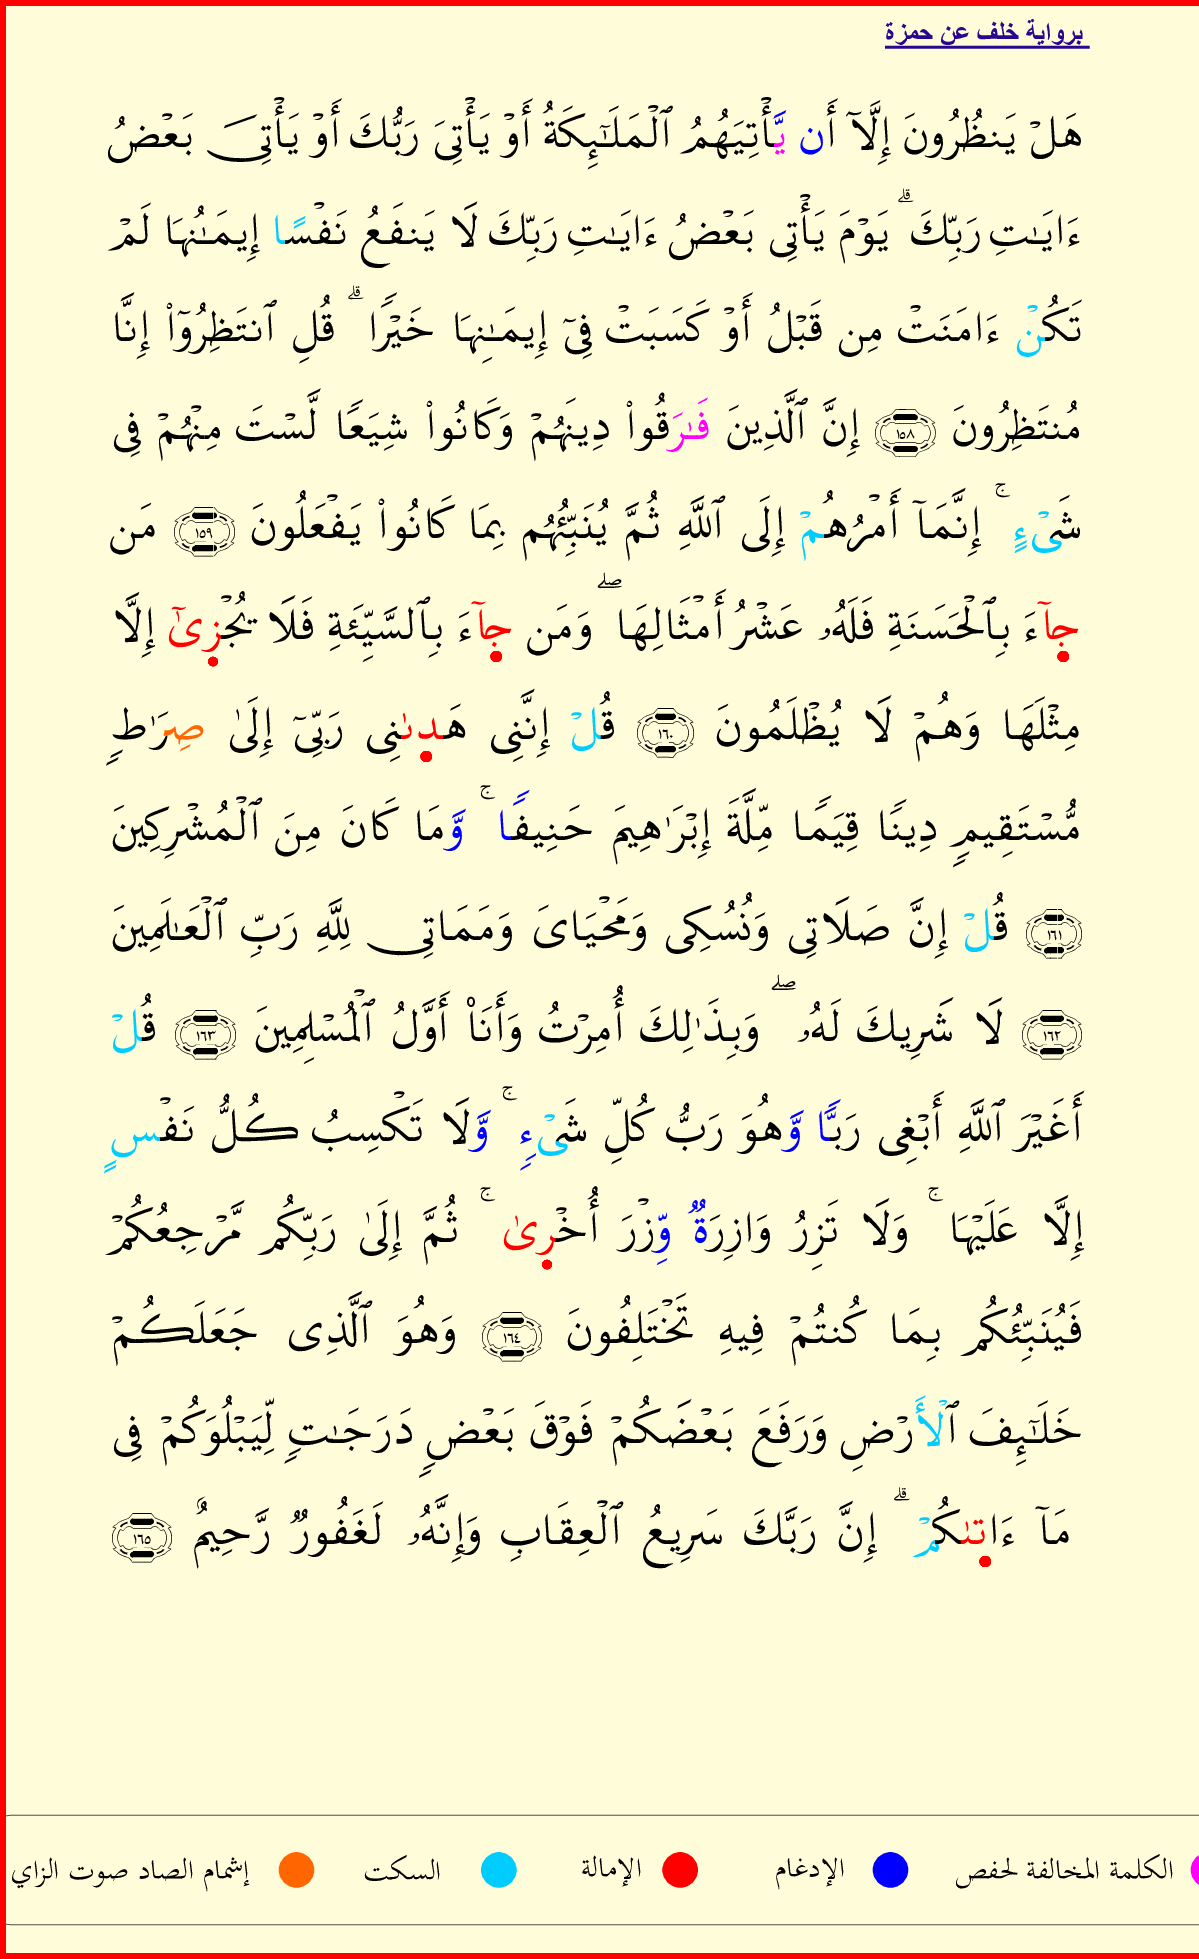 برواية خلف عن حمزة
هَلْ يَنظُرُونَ إِلَّآ أَن يَّأْتِيَهُمُ ٱلْمَلَـٰٓئِكَةُ أَوْ يَأْتِىَ رَبُّكَ أَوْ يَأْتِىَ بَعْضُ
ءَايَـٰتِ رَبِّكَ ۗ يَوْمَ يَأْتِى بَعْضُ ءَايَـٰتِ رَبِّكَ لَا يَنفَعُ نَفْسًا إِيمَـٰنُهَا لَمْ
تَكُنْ ءَامَنَتْ مِن قَبْلُ أَوْ كَسَبَتْ فِىٓ إِيمَـٰنِهَا خَيْرًا ۗ قُلِ ٱنتَظِرُوٓا۟ إِنَّا
مُنتَظِرُونَ ١٥٨ إِنَّ ٱلَّذِينَ فَـٰرَقُوا۟ دِينَهُمْ وَكَانُوا۟ شِيَعًا لَّسْتَ مِنْهُمْ فِى
شَىْءٍ ۚ إِنَّمَآ أَمْرُهُمْ إِلَى ٱللَّهِ ثُمَّ يُنَبِّئُهُم بِمَا كَانُوا۟ يَفْعَلُونَ ١٥٩ مَن
جَآءَ بِٱلْحَسَنَةِ فَلَهُۥ عَشْرُ أَمْثَالِهَا ۖ وَمَن جَآءَ بِٱلسَّيِّئَةِ فَلَا يُجْزِىٰٓ إِلَّا
مِثْلَهَا وَهُمْ لَا يُظْلَمُونَ ١٦٠ قُلْ إِنَّنِى هَدِىٰنِى رَبِّىٓ إِلَىٰ صِرَٰطٍ
مُّسْتَقِيمٍ دِينًا قِيَمًا مِّلَّةَ إِبْرَٰهِيمَ حَنِيفًا ۚ وَّمَا كَانَ مِنَ ٱلْمُشْرِكِينَ
١٦١ قُلْ إِنَّ صَلَاتِى وَنُسُكِى وَمَحْيَاىَ وَمَمَاتِى لِلَّهِ رَبِّ ٱلْعَـٰلَمِينَ
١٦٢ لَا شَرِيكَ لَهُۥ ۖ وَبِذَٰلِكَ أُمِرْتُ وَأَنَا۠ أَوَّلُ ٱلْمُسْلِمِينَ ١٦٣ قُلْ
أَغَيْرَ ٱللَّهِ أَبْغِى رَبًّا وَّهُوَ رَبُّ كُلِّ شَىْءٍ ۚ وَّلَا تَكْسِبُ كُلُّ نَفْسٍ
إِلَّا عَلَيْهَا ۚ وَلَا تَزِرُ وَازِرَةٌ وِّزْرَ أُخْرِىٰ ۚ ثُمَّ إِلَىٰ رَبِّكُم مَّرْجِعُكُمْ
فَيُنَبِّئُكُم بِمَا كُنتُمْ فِيهِ تَخْتَلِفُونَ ١٦٤ وَهُوَ ٱلَّذِى جَعَلَكُمْ
خَلَـٰٓئِفَ ٱلْأَرْضِ وَرَفَعَ بَعْضَكُمْ فَوْقَ بَعْضٍ دَرَجَـٰتٍ لِّيَبْلُوَكُمْ فِى
مَآ ءَاتىٰكُمْ ۗ إِنَّ رَبَّكَ سَرِيعُ ٱلْعِقَابِ وَإِنَّهُۥ لَغَفُورٌ رَّحِيمٌ ١٦٥
الكلمة المخالفة لحفص الإدغام الإمالة السكت إشمام الصاد صوت الزاي